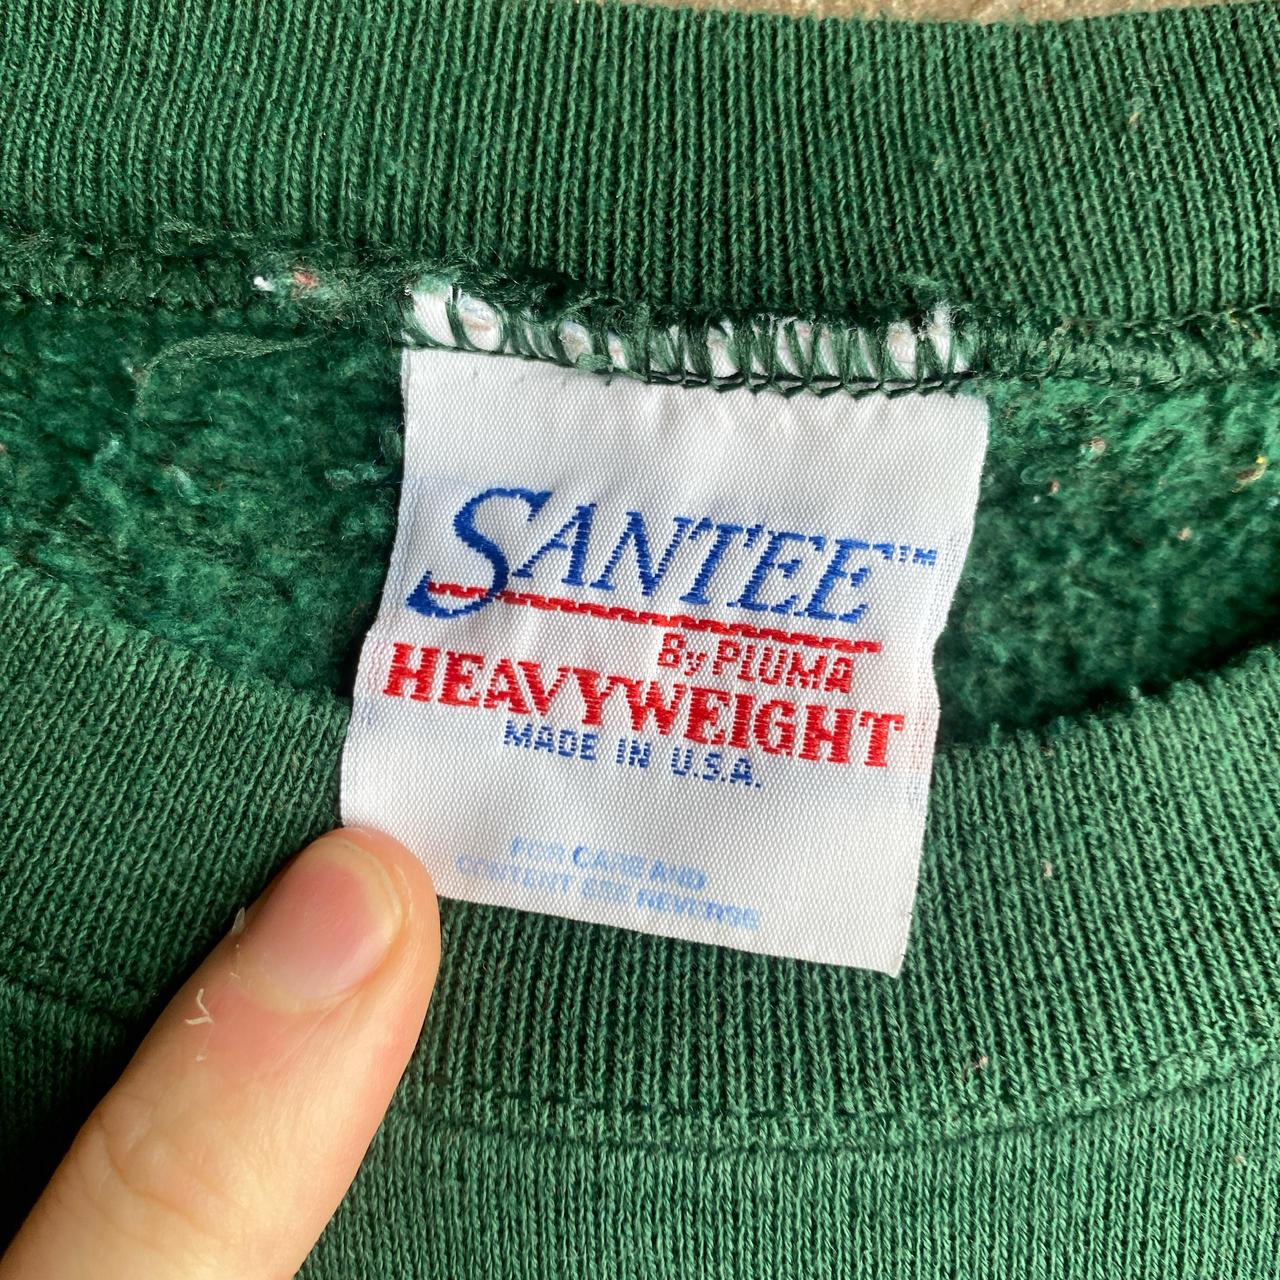 SANTEE™
By PLUMA
HEAVYWEIGHT
MADE IN U.S.A.
FOR CARE AND
CONTENT SEE REVERSE